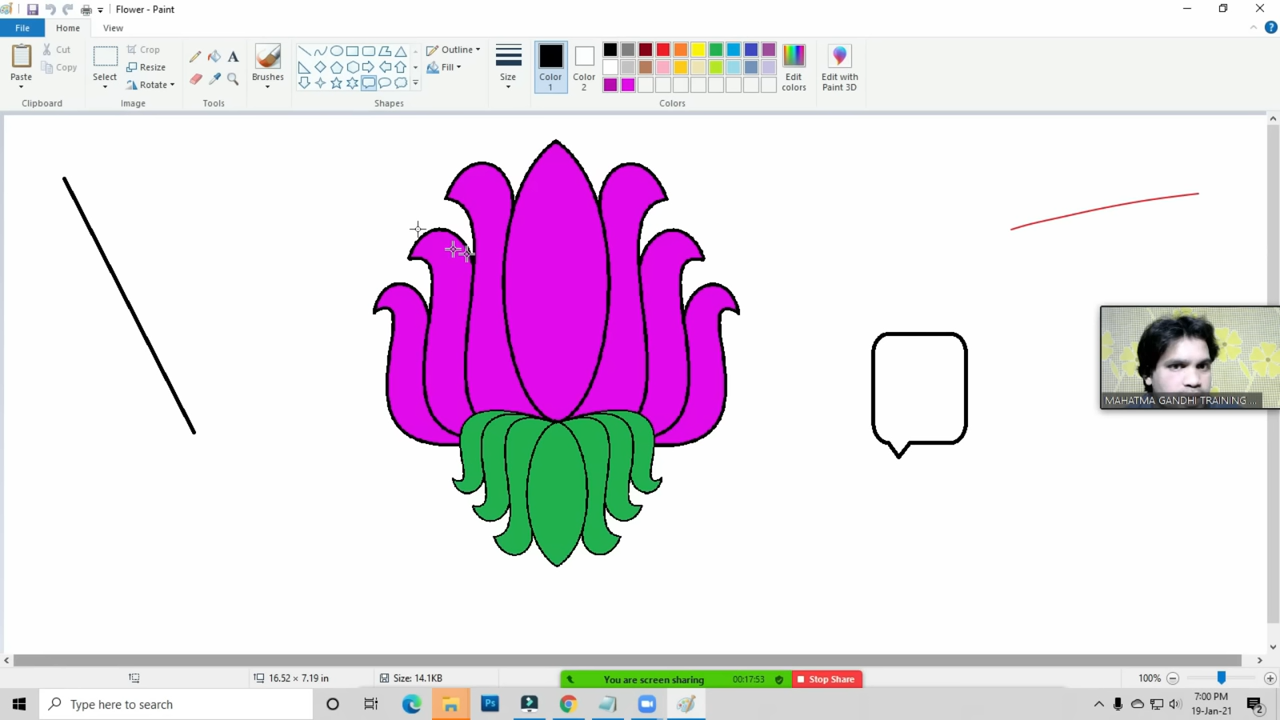 Flower - Paint
File Home View
Paste
Cut
Copy
Clipboard
Select
Crop
Resize
Rotate
Image
A
Tools
Brushes
Outline
Fill
Shapes
Size
Color 1
Color 2
Edit colors
Edit with Paint 3D
Colors
MAHATMA GANDHI TRAINING ...
16.52 × 7.19 in
Size: 14.1KB
100%
You are screen sharing
00:17:53
Stop Share
Type here to search
Ps
7:00 PM
19-Jan-21
2